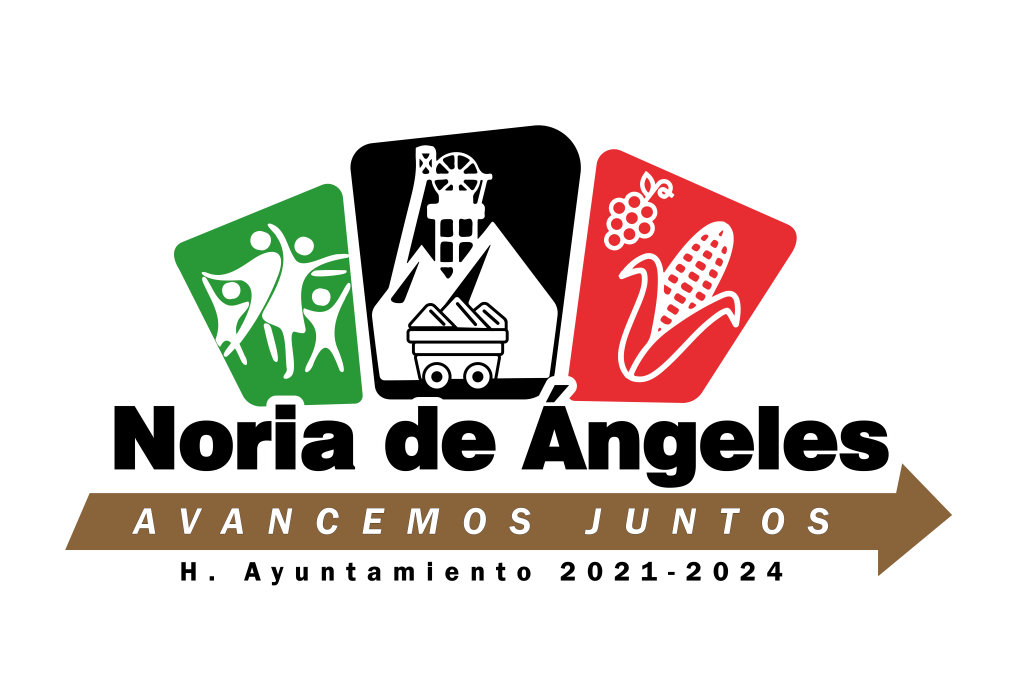 Noria de Ángeles
AVANCEMOS JUNTOS
H. Ayuntamiento 2021-2024